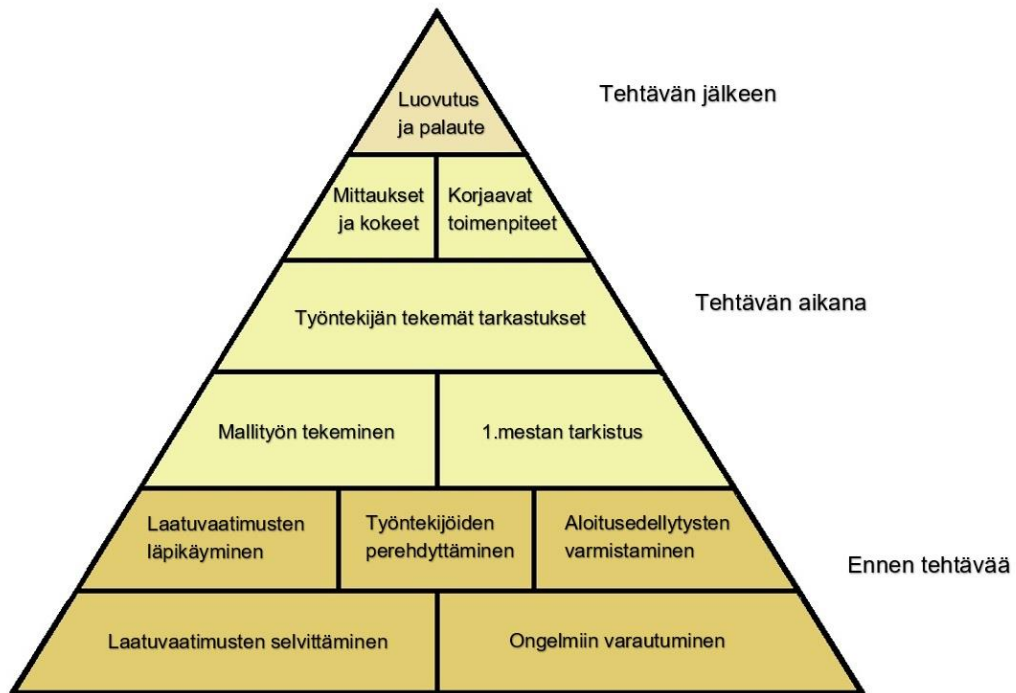 Luovutus
ja palaute
Tehtävän jälkeen
Mittaukset
ja kokeet
Korjaavat
toimenpiteet
Työntekijän tekemät tarkastukset
Tehtävän aikana
Mallityön tekeminen
1.mestan tarkistus
Laatuvaatimusten
läpikäyminen
Työntekijöiden
perehdyttäminen
Aloitusedellytysten
varmistaminen
Ennen tehtävää
Laatuvaatimusten selvittäminen
Ongelmiin varautuminen